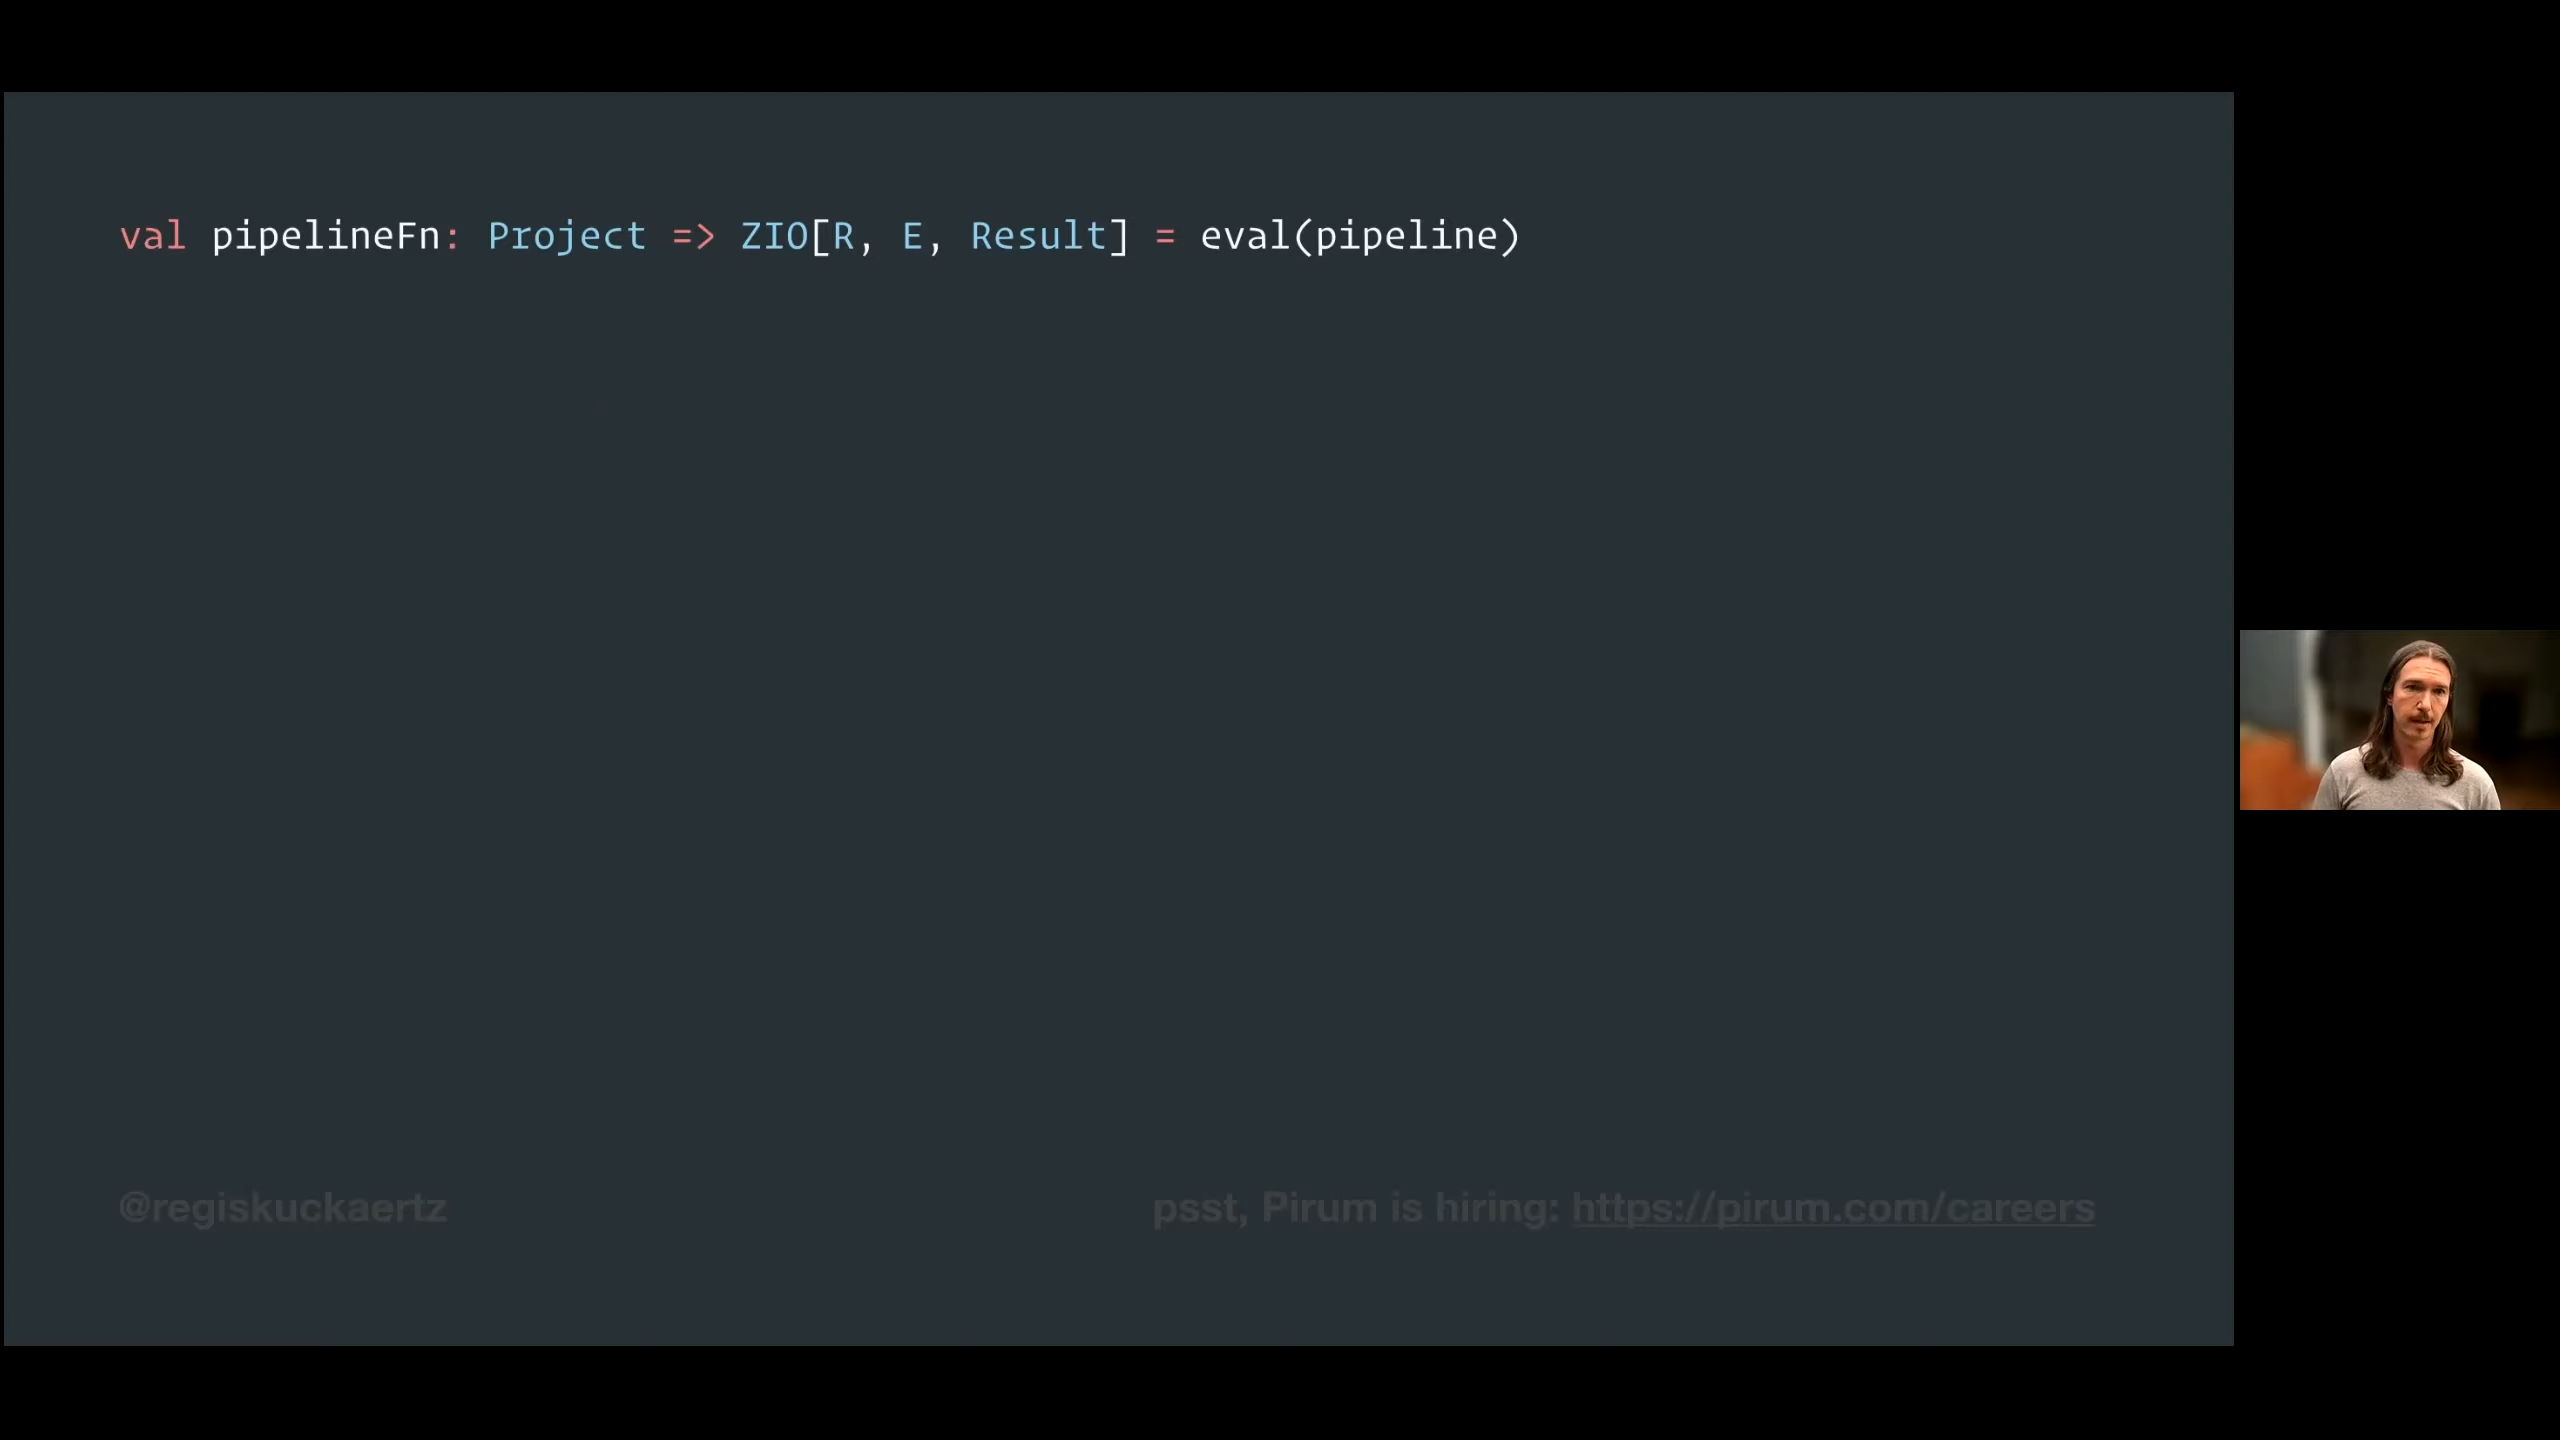 val pipelineFn: Project => ZIO[R, E, Result] = eval(pipeline)
@regiskuckaertz
psst, Pirum is hiring: https://pirum.com/careers